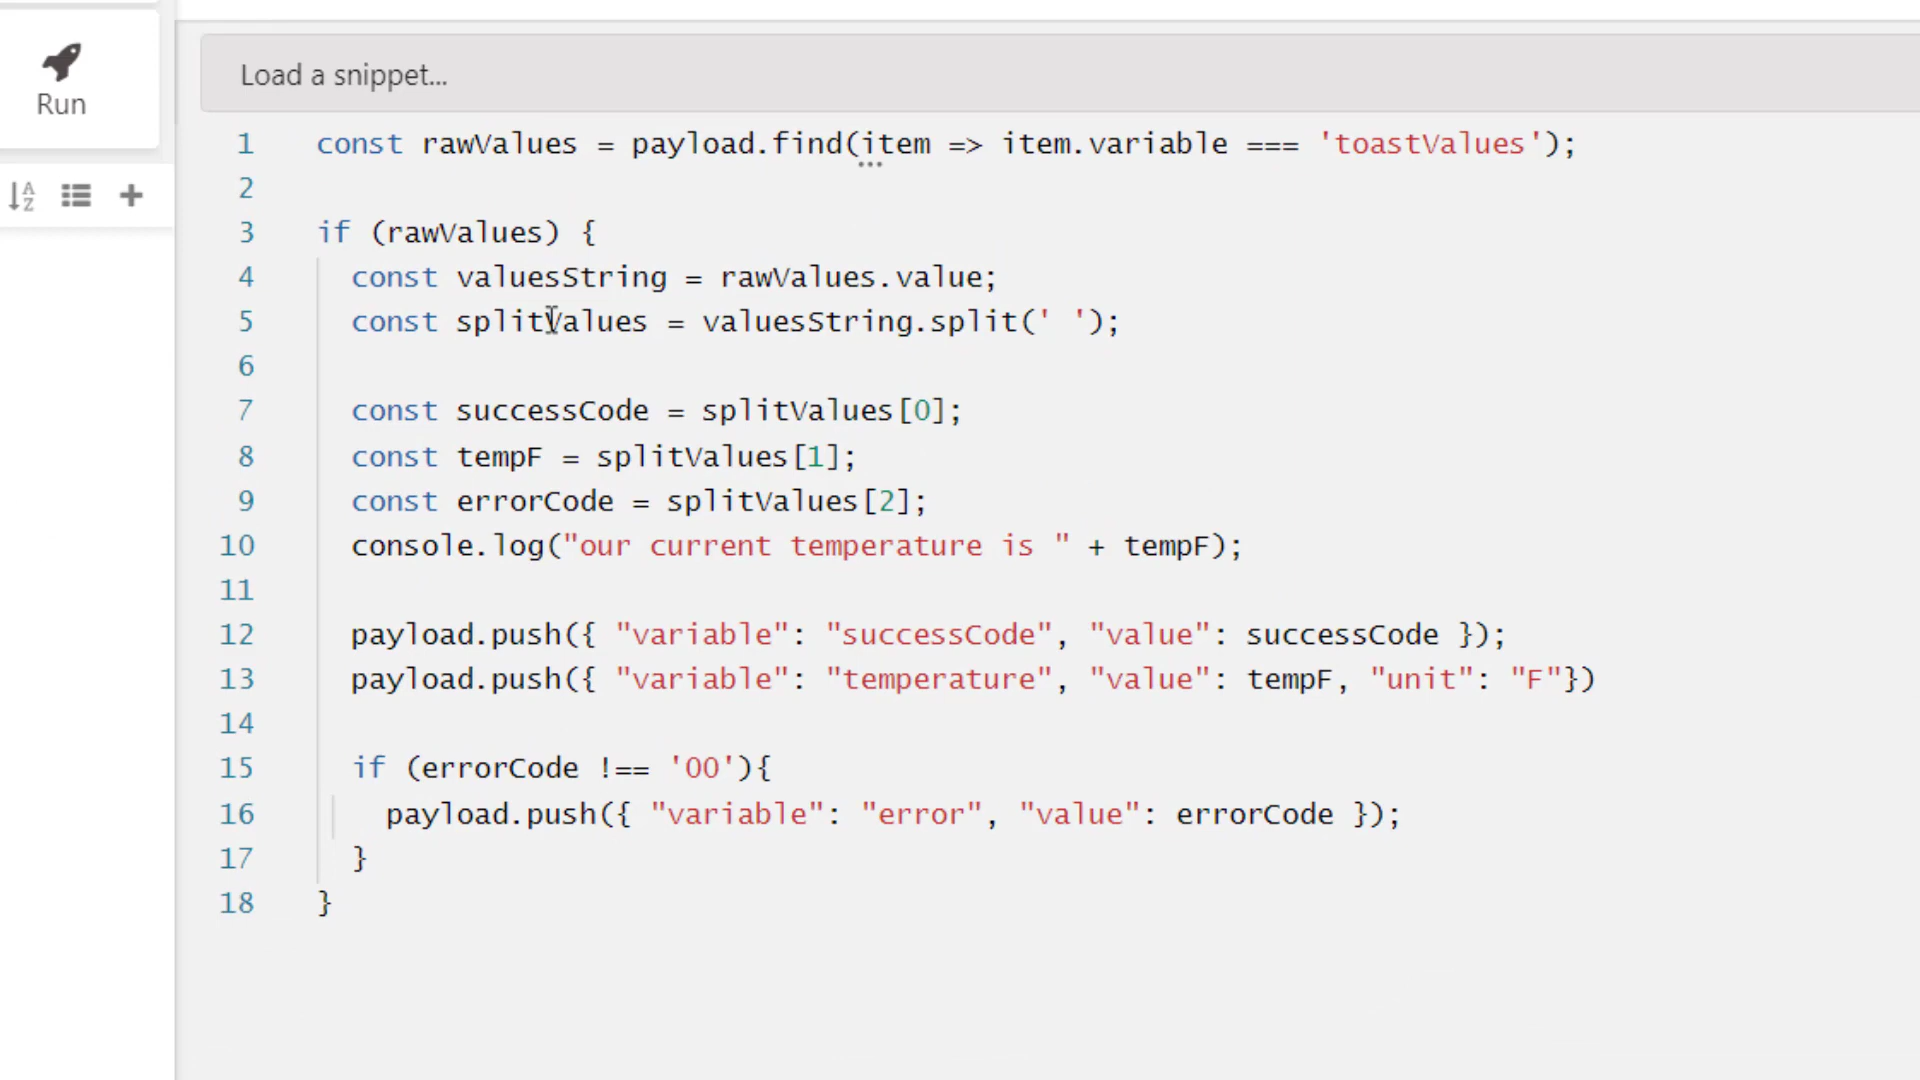 Run
Load a snippet...
1 const rawValues = payload.find(item => item.variable === 'toastValues');
2
3 if (rawValues) {
4 const valuesString = rawValues.value;
5 const splitValues = valuesString.split(' ');
6
7 const successCode = splitValues[0];
8 const tempF = splitValues[1];
9 const errorCode = splitValues[2];
10 console.log("our current temperature is " + tempF);
11
12 payload.push({ "variable": "successCode", "value": successCode });
13 payload.push({ "variable": "temperature", "value": tempF, "unit": "F"})
14
15 if (errorCode !== '00'){
16 payload.push({ "variable": "error", "value": errorCode });
17 }
18 }